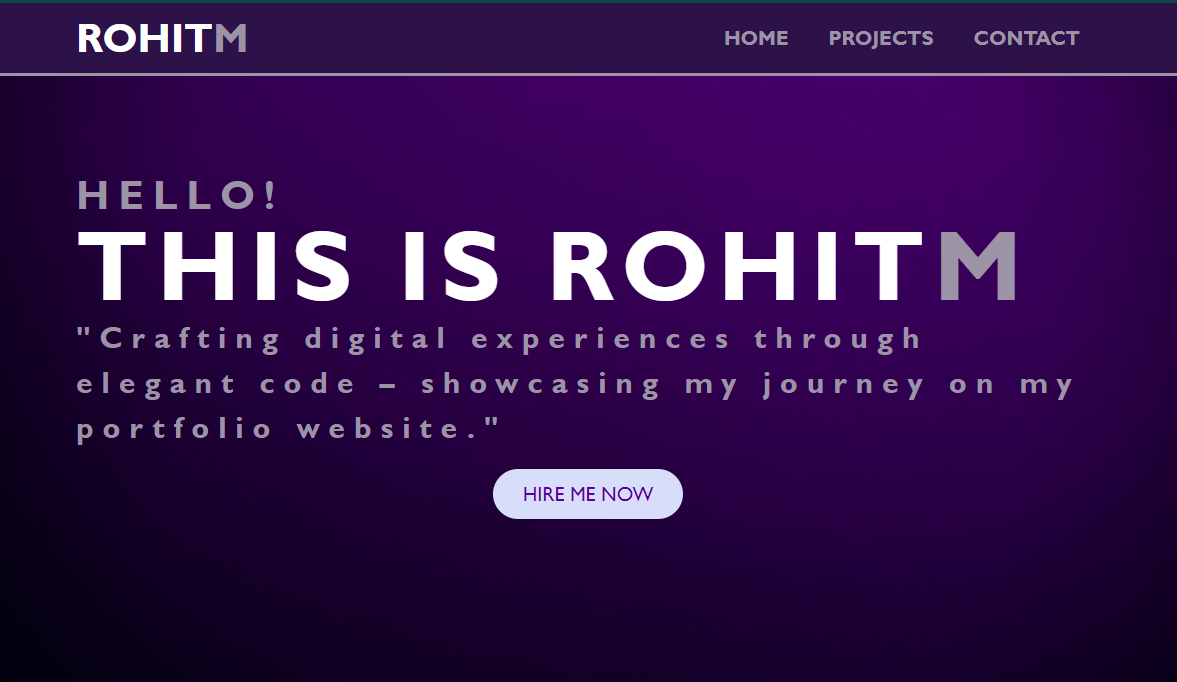 ROHITM
HOME PROJECTS CONTACT
HELLO!
THIS IS ROHITM
"Crafting digital experiences through
elegant code – showcasing my journey on my
portfolio website."
HIRE ME NOW